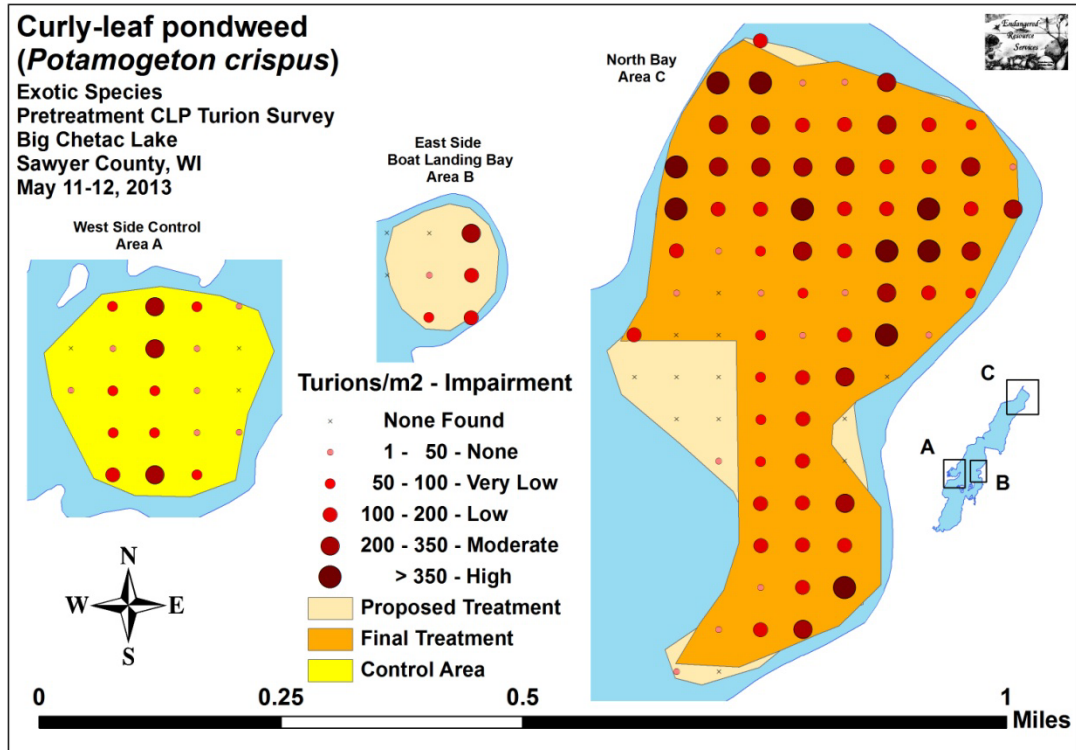 Curly-leaf pondweed
(Potamogeton crispus)
Exotic Species
Pretreatment CLP Turion Survey
Big Chetac Lake
Sawyer County, WI
May 11-12, 2013
West Side Control
Area A
East Side
Boat Landing Bay
Area B
North Bay
Area C
Endangered
Resource
Services
Turions/m2 - Impairment
None Found
1 - 50 - None
50 - 100 - Very Low
100 - 200 - Low
200 - 350 - Moderate
> 350 - High
Proposed Treatment
Final Treatment
Control Area
N
W E
S
C
A
B
0 0.25 0.5 1
Miles